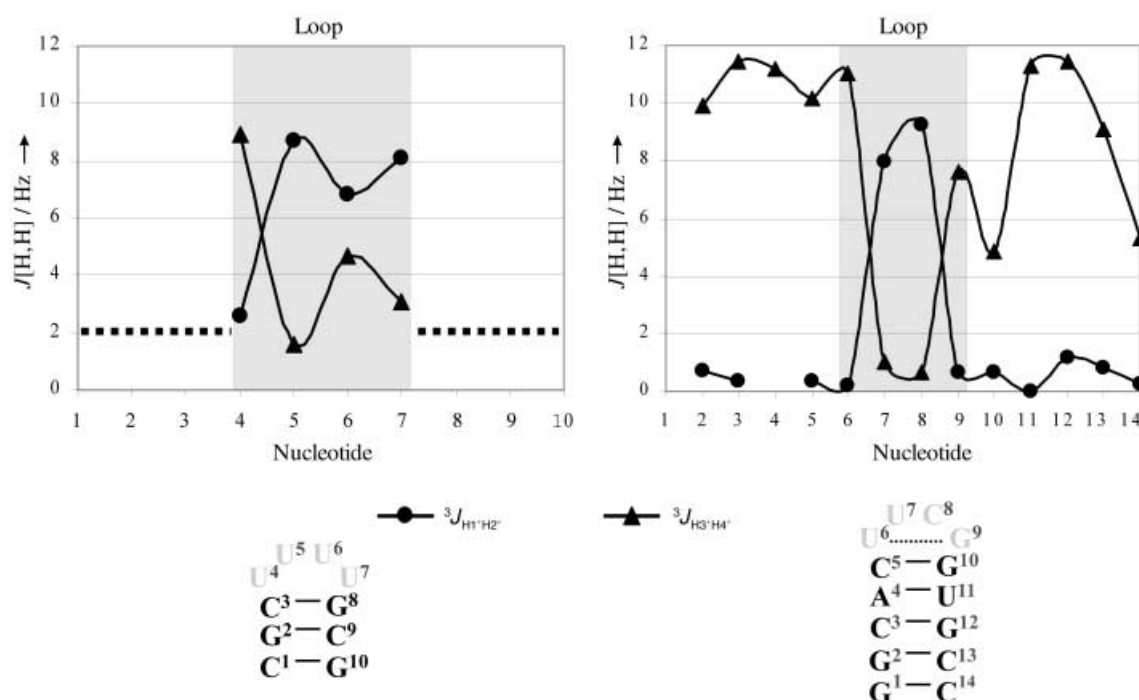 Loop
12
10
8
6
4
2
0
J[H,H] / Hz →
1 2 3 4 5 6 7 8 9 10
Nucleotide
Loop
12
10
8
6
4
2
0
J[H,H] / Hz →
1 2 3 4 5 6 7 8 9 10 11 12 13 14
Nucleotide
³J_H1'H2'
³J_H3'H4'
U⁵ U⁶
U⁴ U⁷
C³ — G⁸
G² — C⁹
C¹ — G¹⁰
U⁷ C⁸
U⁶ ......... G⁹
C⁵ — G¹⁰
A⁴ — U¹¹
C³ — G¹²
G² — C¹³
G¹ — C¹⁴